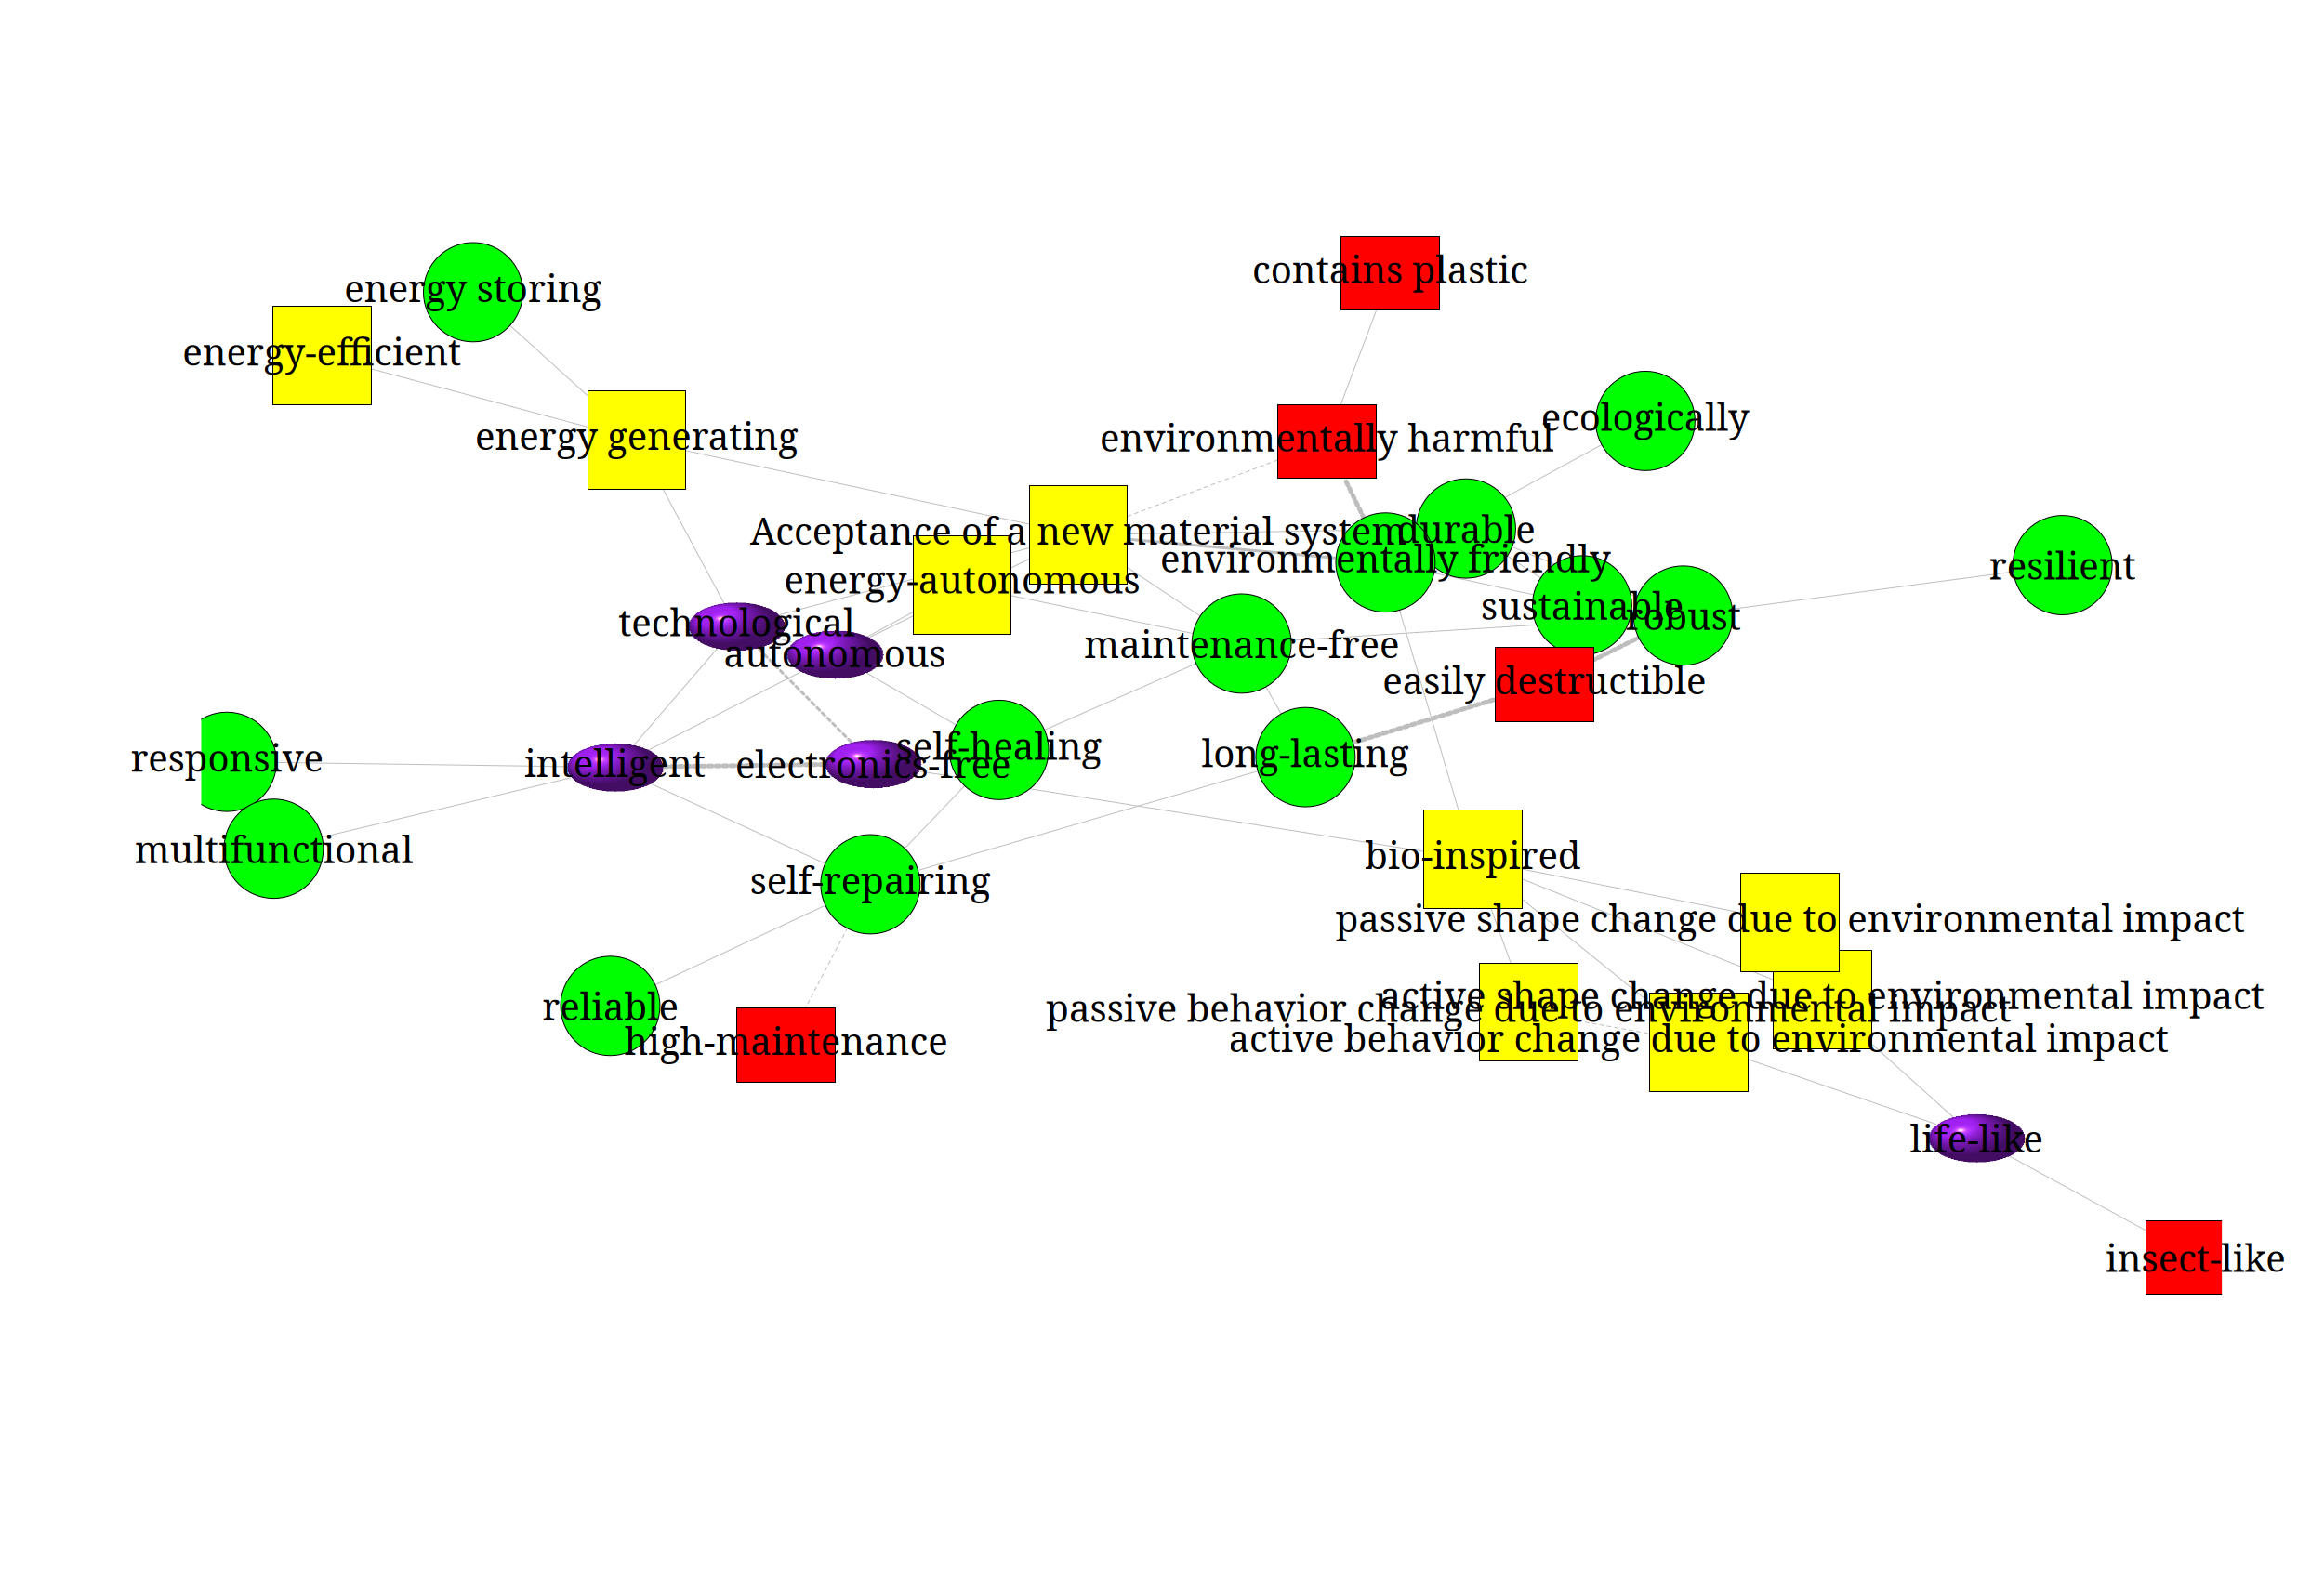 contains plastic
energy storing
energy-efficient
ecologically
energy generating
environmentally harmful
Acceptance of a new material system
durable
environmentally friendly
resilient
energy-autonomous
sustainable
robust
technological
autonomous
maintenance-free
easily destructible
responsive
intelligent
electronics-free
self-healing
long-lasting
multifunctional
bio-inspired
self-repairing
passive shape change due to environmental impact
active shape change due to environmental impact
passive behavior change due to environmental impact
reliable
high-maintenance
active behavior change due to environmental impact
life-like
insect-like